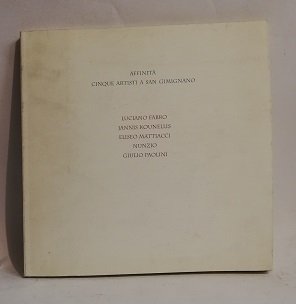 AFFINITÀ
CINQUE ARTISTI A SAN GIMIGNANO
LUCIANO FABRO
JANNIS KOUNELLIS
ELISEO MATTIACCI
NUNZIO
GIULIO PAOLINI